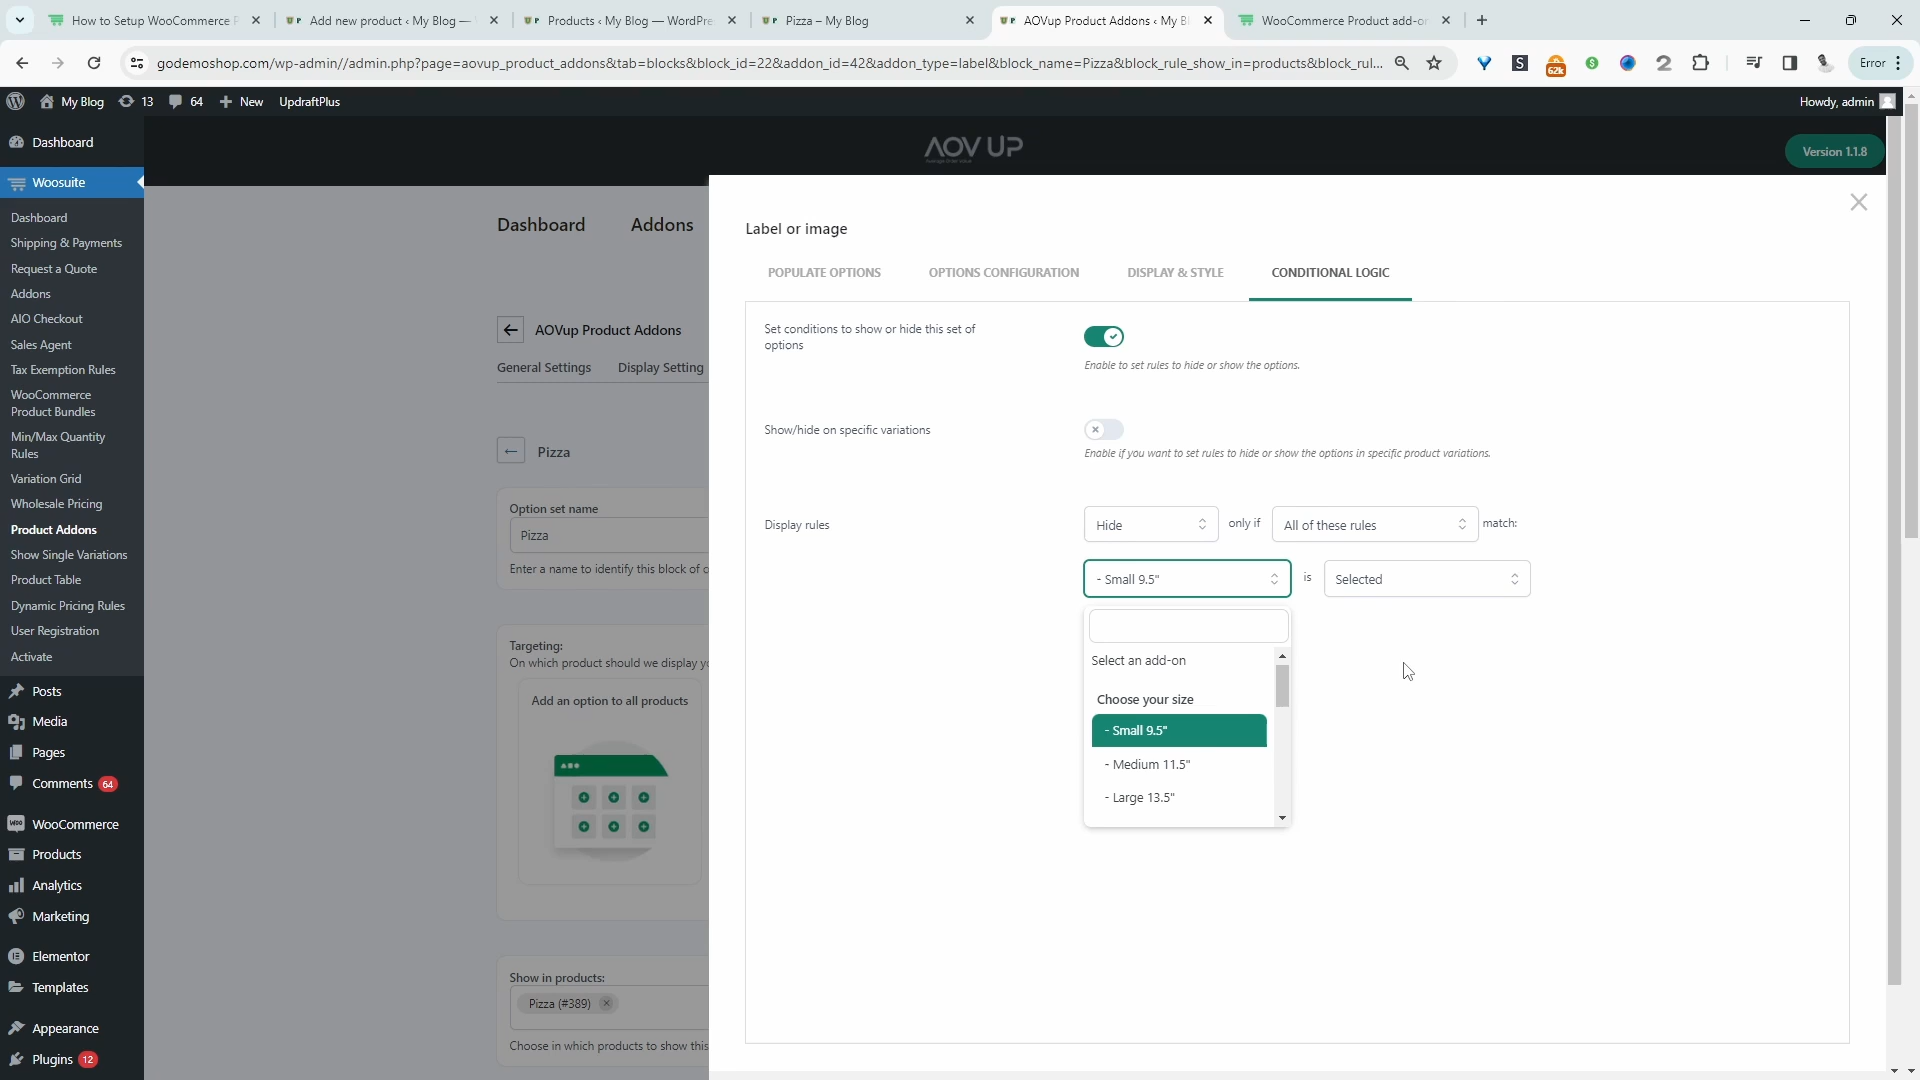 How to Setup WooCommerce P
Add new product ‹ My Blog —
Products ‹ My Blog — WordPre
Pizza – My Blog
AOVup Product Addons ‹ My Bl
WooCommerce Product add-on
godemoshop.com/wp-admin//admin.php?page=aovup_product_addons&tab=blocks&block_id=22&addon_id=42&addon_type=label&block_name=Pizza&block_rule_show_in=products&block_rul...
62k
Error
My Blog 13 64 New UpdraftPlus
Howdy, admin
Dashboard
Woosuite
Dashboard
Shipping & Payments
Request a Quote
Addons
AIO Checkout
Sales Agent
Tax Exemption Rules
WooCommerce
Product Bundles
Min/Max Quantity
Rules
Variation Grid
Wholesale Pricing
Product Addons
Show Single Variations
Product Table
Dynamic Pricing Rules
User Registration
Activate
Posts
Media
Pages
Comments 64
WooCommerce
Products
Analytics
Marketing
Elementor
Templates
Appearance
Plugins 12
AOV UP
Version 1.1.8
Dashboard Addons
AOVup Product Addons
General Settings Display Setting
Pizza
Option set name
Pizza
Enter a name to identify this block of o
Targeting:
On which product should we display yo
Add an option to all products
Show in products:
Pizza (#389) ×
Choose in which products to show this
Label or image
POPULATE OPTIONS OPTIONS CONFIGURATION DISPLAY & STYLE CONDITIONAL LOGIC
Set conditions to show or hide this set of
options
Enable to set rules to hide or show the options.
Show/hide on specific variations
Enable if you want to set rules to hide or show the options in specific product variations.
Display rules
Hide only if All of these rules match:
- Small 9.5" is Selected
Select an add-on
Choose your size
- Small 9.5"
- Medium 11.5"
- Large 13.5"